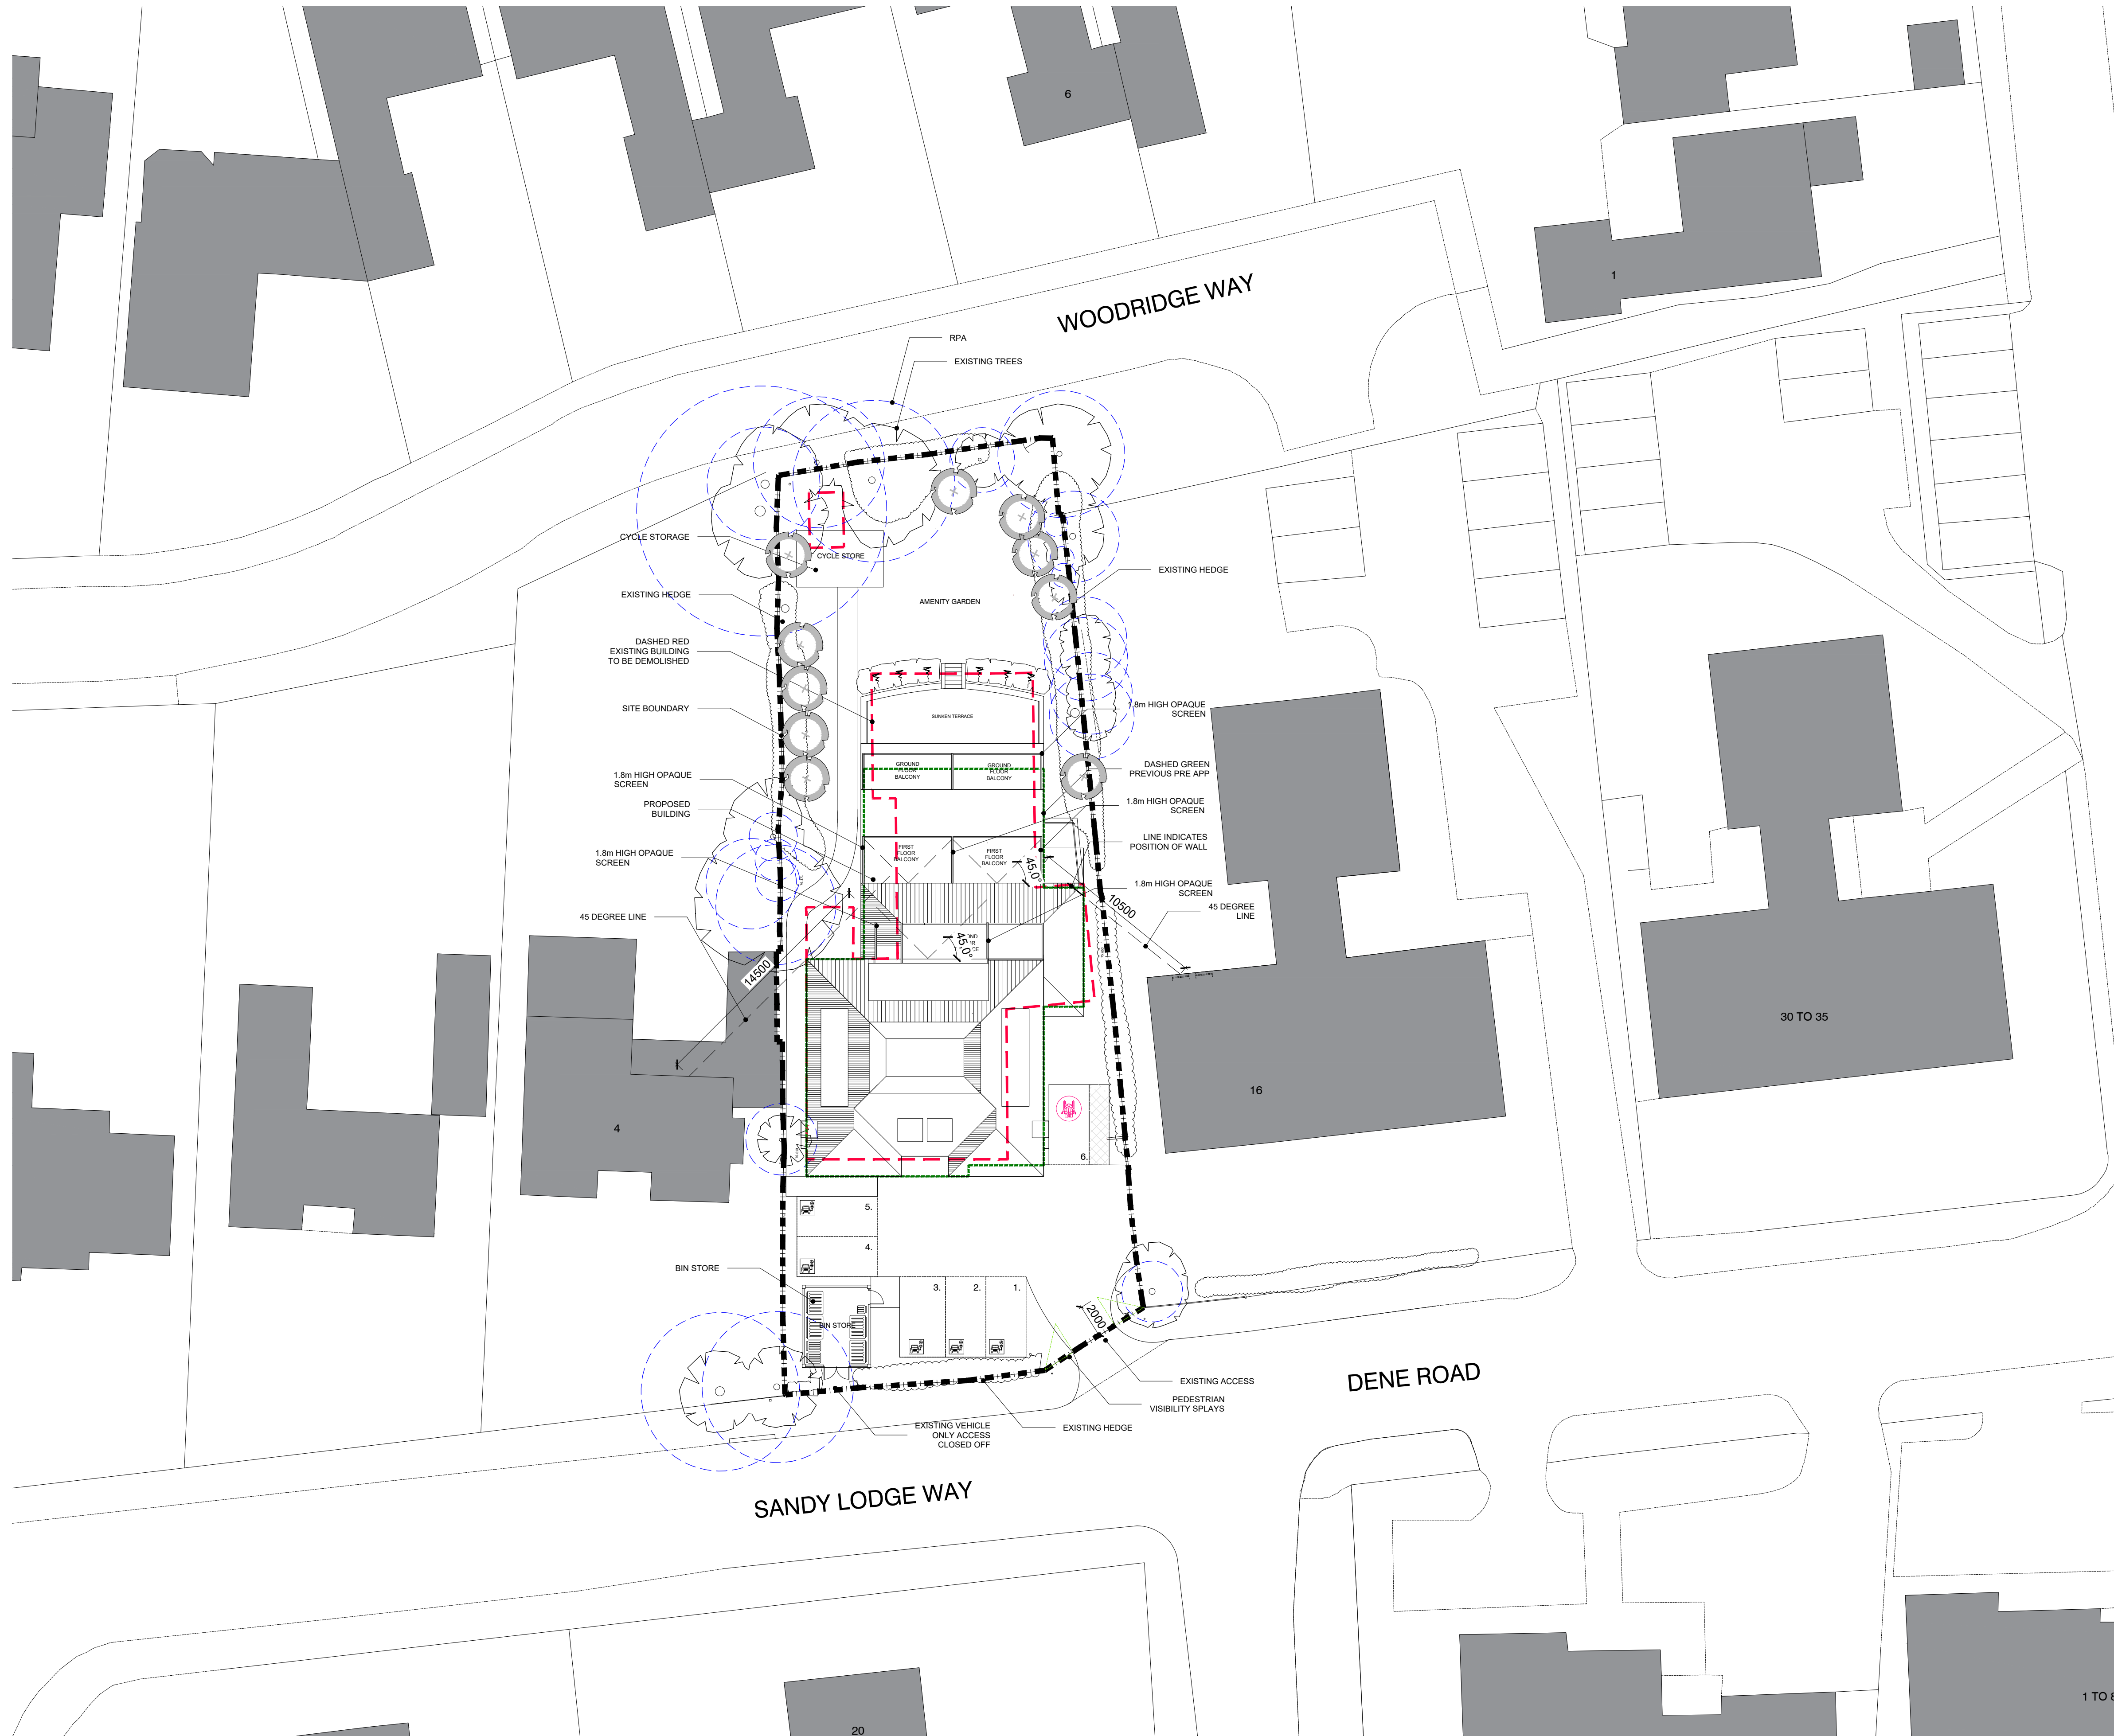 6
1
WOODRIDGE WAY
RPA
EXISTING TREES
CYCLE STORAGE
CYCLE STORE
EXISTING HEDGE
EXISTING HEDGE
AMENITY GARDEN
DASHED RED
EXISTING BUILDING
TO BE DEMOLISHED
SITE BOUNDARY
SUNKEN TERRACE
1.8m HIGH OPAQUE
SCREEN
GROUND
FLOOR
BALCONY
GROUND
FLOOR
BALCONY
DASHED GREEN
PREVIOUS PRE APP
1.8m HIGH OPAQUE
SCREEN
PROPOSED
BUILDING
1.8m HIGH OPAQUE
SCREEN
LINE INDICATES
POSITION OF WALL
1.8m HIGH OPAQUE
SCREEN
FIRST
FLOOR
BALCONY
FIRST
FLOOR
BALCONY
45.0°
1.8m HIGH OPAQUE
SCREEN
10500
45 DEGREE
LINE
45 DEGREE LINE
45.0°
14500
30 TO 35
16
4
6.
5.
4.
BIN STORE
3.
2.
1.
BIN STORE
2000
EXISTING ACCESS
PEDESTRIAN
VISIBILITY SPLAYS
DENE ROAD
EXISTING VEHICLE
ONLY ACCESS
CLOSED OFF
EXISTING HEDGE
SANDY LODGE WAY
20
1 TO